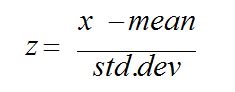 z = x – mean
std.dev